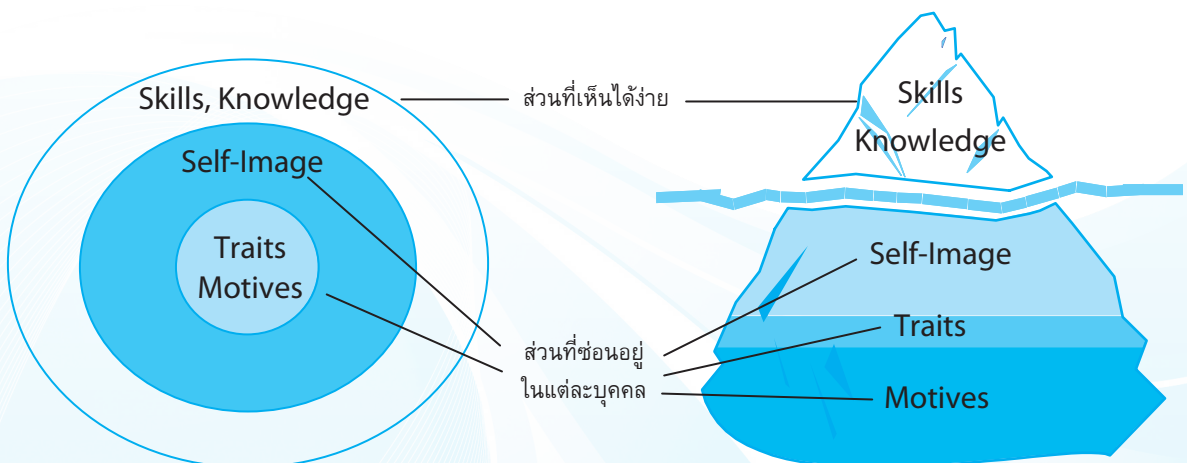 Skills, Knowledge
Self-Image
Traits
Motives
ส่วนที่เห็นได้ง่าย
ส่วนที่ซ่อนอยู่
ในแต่ละบุคคล
Skills
Knowledge
Self-Image
Traits
Motives